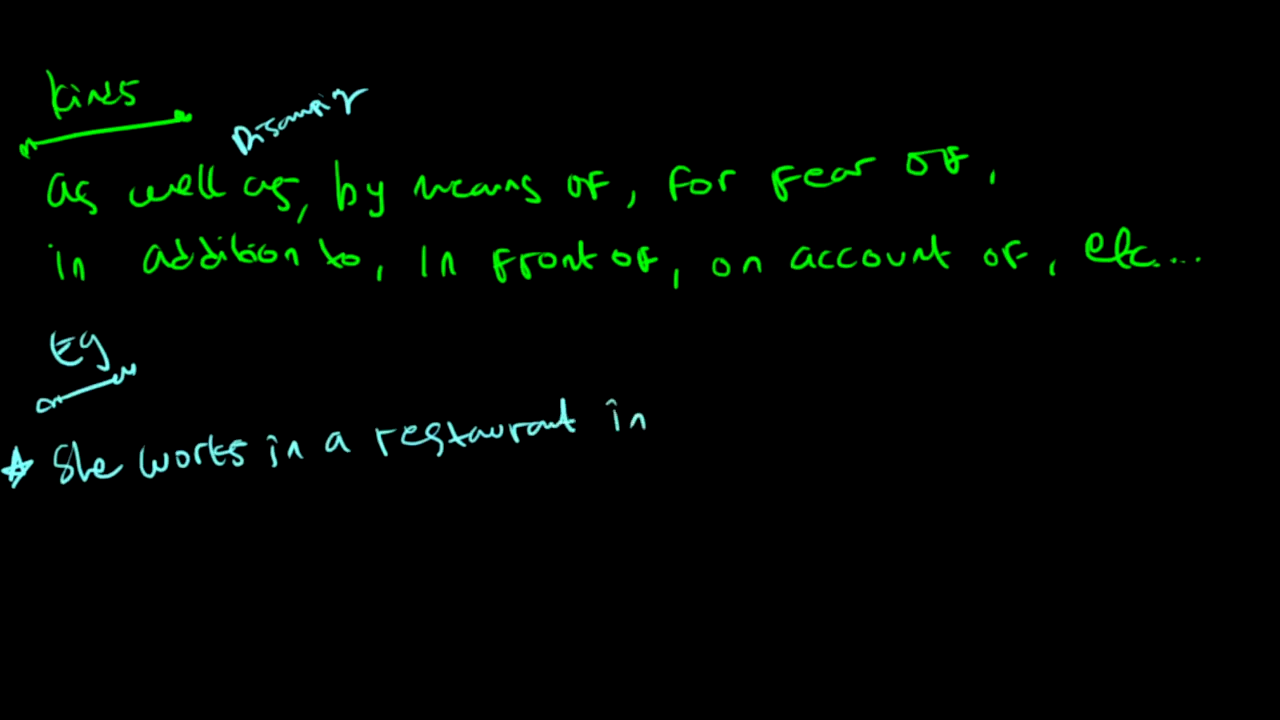 kinds
as well as, by means of, for fear of,
in addition to, in front of, on account of, etc...
Eg
She works in a restaurant in